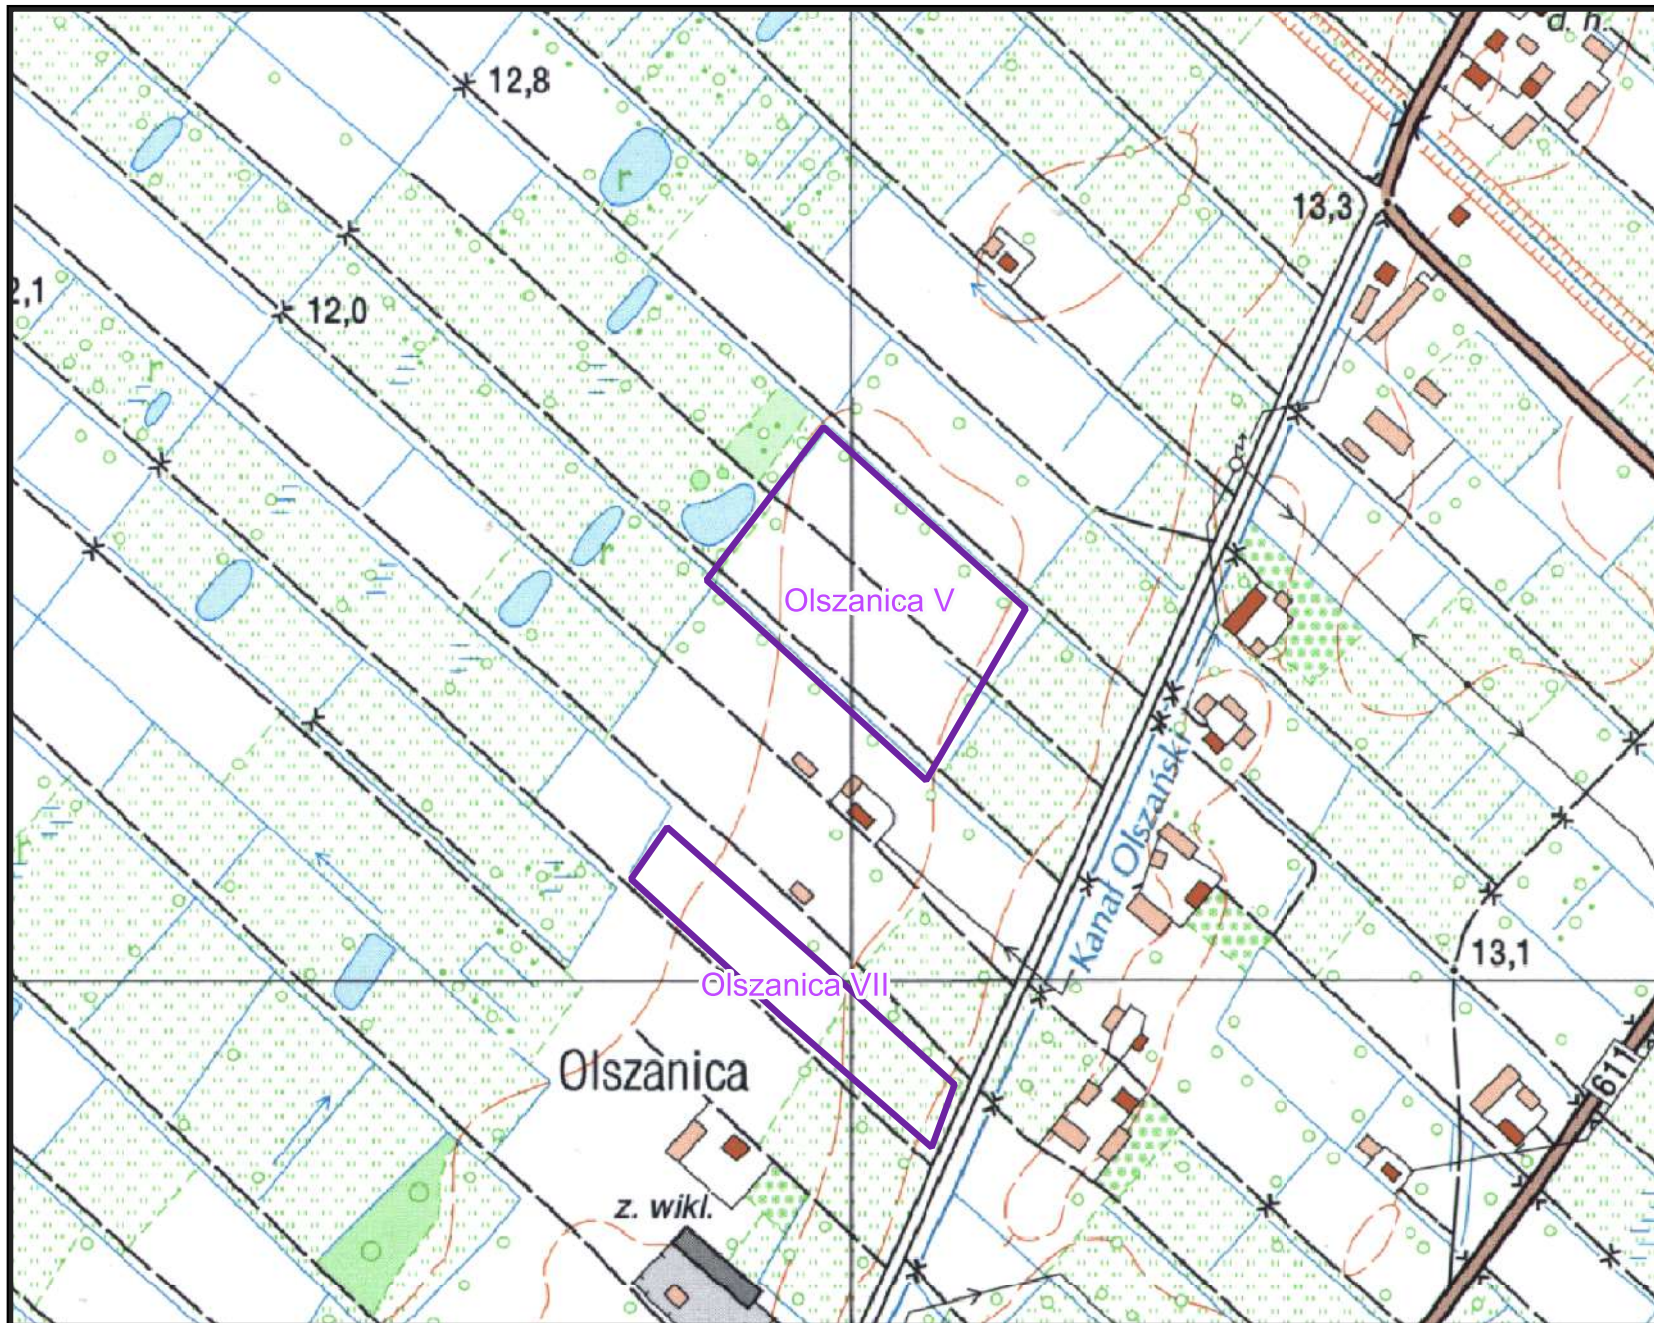 d. h.
12,8
13,3
2,1
12,0
r
r
r
Olszanica V
Kanał Olszański
r
13,1
Olszanica VII
Olszanica
611
z. wikl.